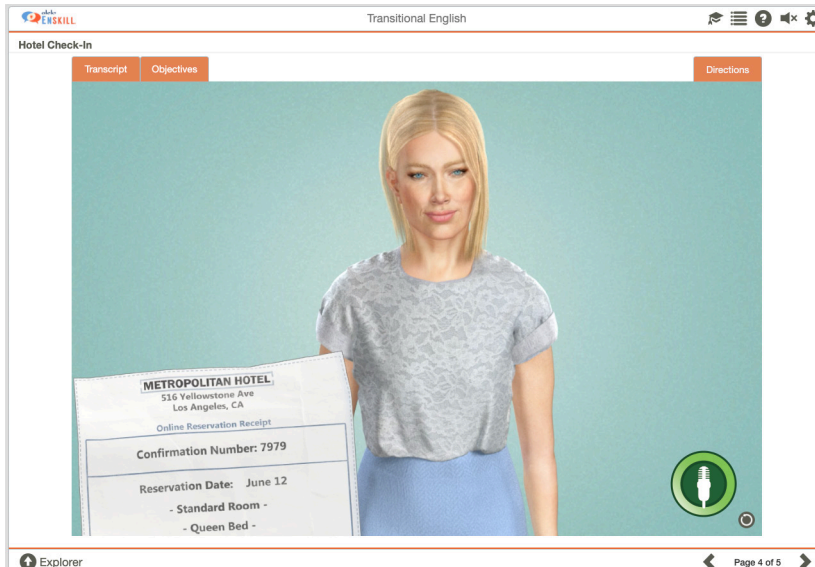 ENSKILL
Transitional English
Hotel Check-In
Transcript
Objectives
Directions
METROPOLITAN HOTEL
516 Yellowstone Ave
Los Angeles, CA
Online Reservation Receipt
Confirmation Number: 7979
Reservation Date: June 12
- Standard Room -
- Queen Bed -
Explorer
Page 4 of 5